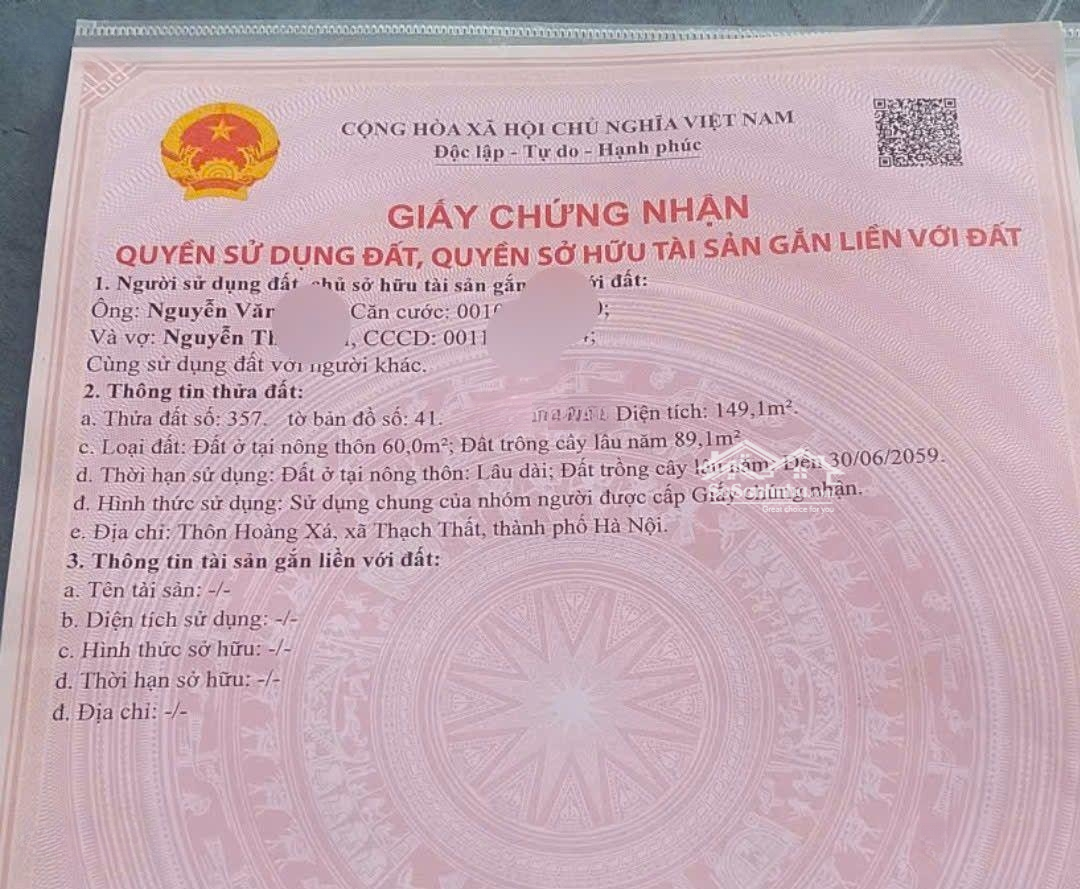 CỘNG HÒA XÃ HỘI CHỦ NGHĨA VIỆT NAM
Độc lập - Tự do - Hạnh phúc
GIẤY CHỨNG NHẬN
QUYỀN SỬ DỤNG ĐẤT, QUYỀN SỞ HỮU TÀI SẢN GẮN LIỀN VỚI ĐẤT
1. Người sử dụng đất, chủ sở hữu tài sản gắn với đất:
Ông: Nguyễn Văn Căn cước: 001
Và vợ: Nguyễn Th , CCCD: 0011
Cùng sử dụng đất với người khác.
2. Thông tin thửa đất:
a. Thửa đất số: 357. tờ bản đồ số: 41. Diện tích: 149,1m².
c. Loại đất: Đất ở tại nông thôn 60,0m²; Đất trồng cây lâu năm 89,1m²
d. Thời hạn sử dụng: Đất ở tại nông thôn: Lâu dài; Đất trồng cây lâu năm: Đến 30/06/2059.
đ. Hình thức sử dụng: Sử dụng chung của nhóm người được cấp Giấy chứng nhận.
e. Địa chỉ: Thôn Hoàng Xá, xã Thạch Thất, thành phố Hà Nội.
3. Thông tin tài sản gắn liền với đất:
a. Tên tài sản: -/-
b. Diện tích sử dụng: -/-
c. Hình thức sở hữu: -/-
d. Thời hạn sở hữu: -/-
đ. Địa chỉ: -/-
Great choice for you